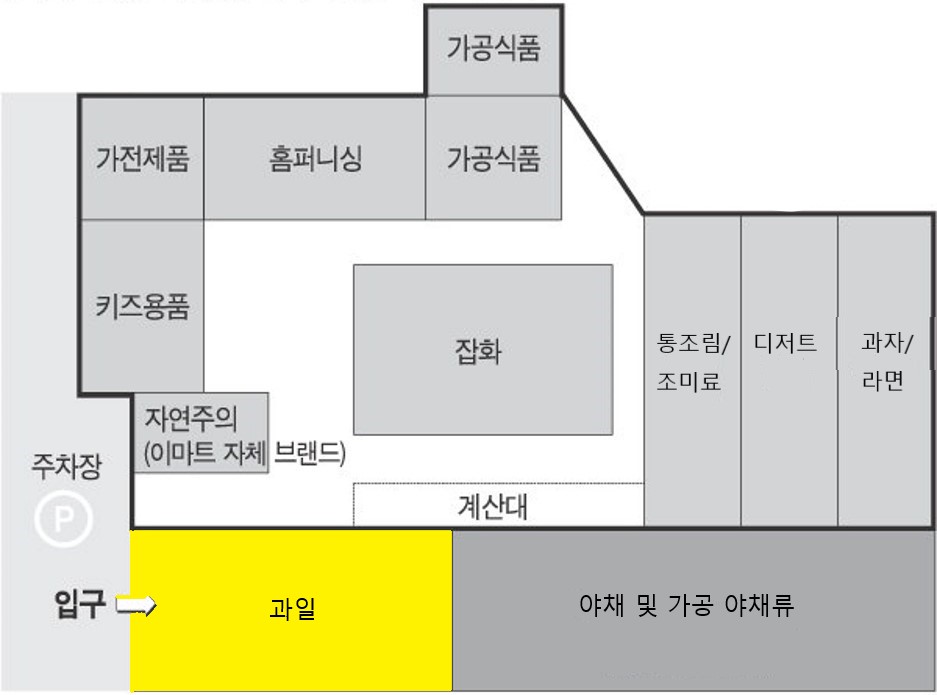 가공식품
가전제품
홈퍼니싱
가공식품
키즈용품
잡화
통조림/
조미료
디저트
과자/
라면
자연주의
(이마트 자체 브랜드)
주차장
P
계산대
입구
과일
야채 및 가공 야채류